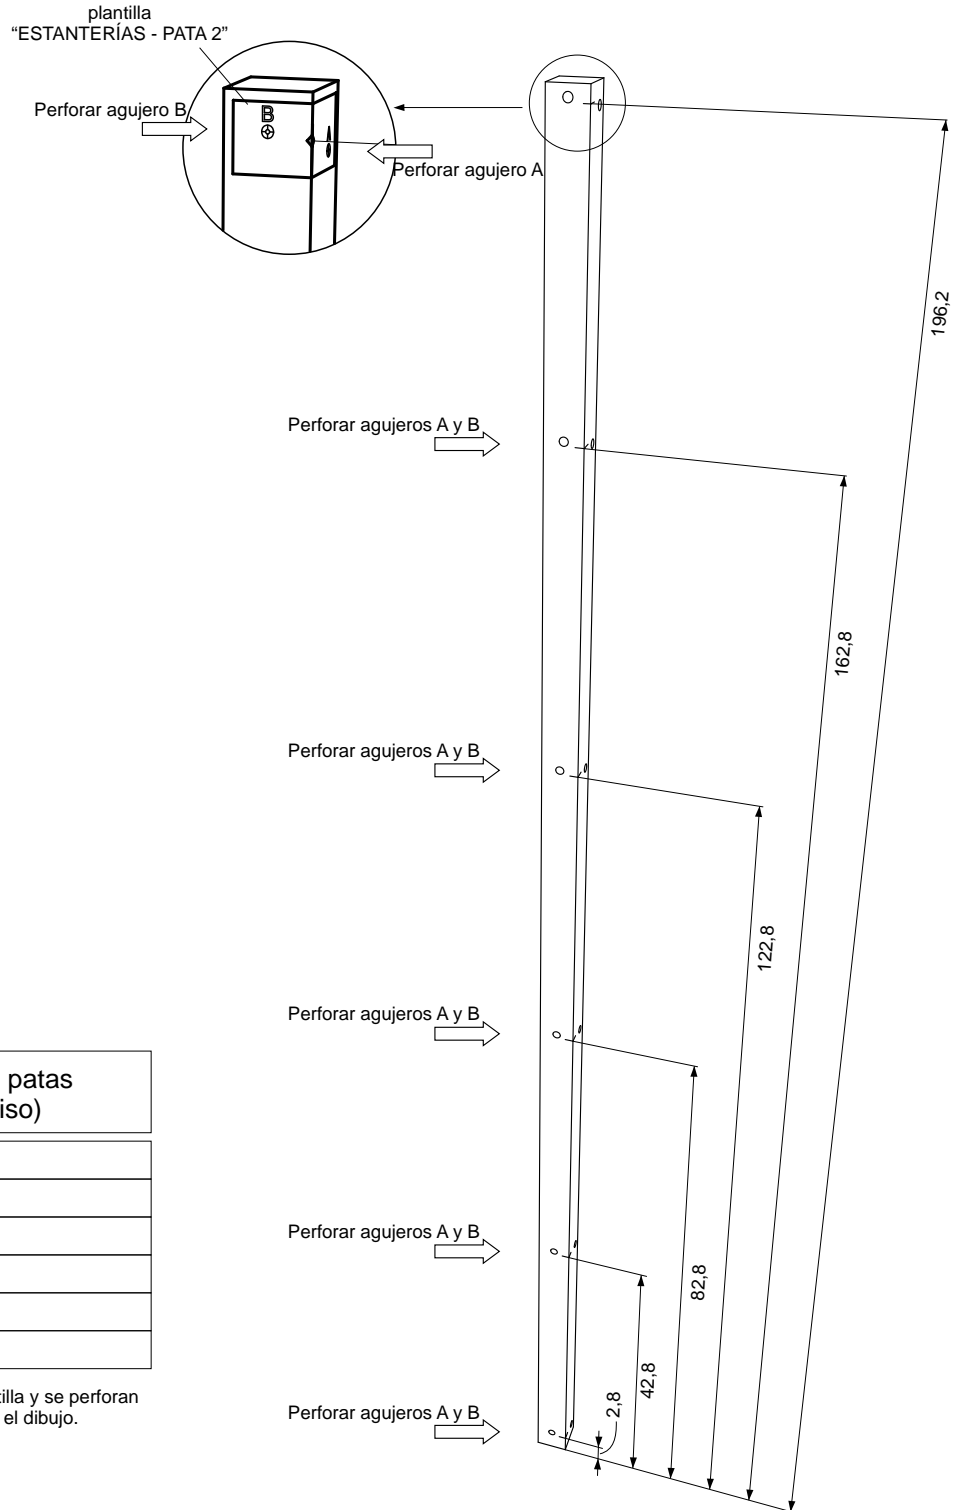 plantilla
“ESTANTERÍAS - PATA 2”
Perforar agujero B
B
A
Perforar agujero A
196,2
Perforar agujeros A y B
162,8
Perforar agujeros A y B
122,8
Perforar agujeros A y B
82,8
Perforar agujeros A y B
42,8
Perforar agujeros A y B
2,8
patas
iso)
tilla y se perforan
el dibujo.